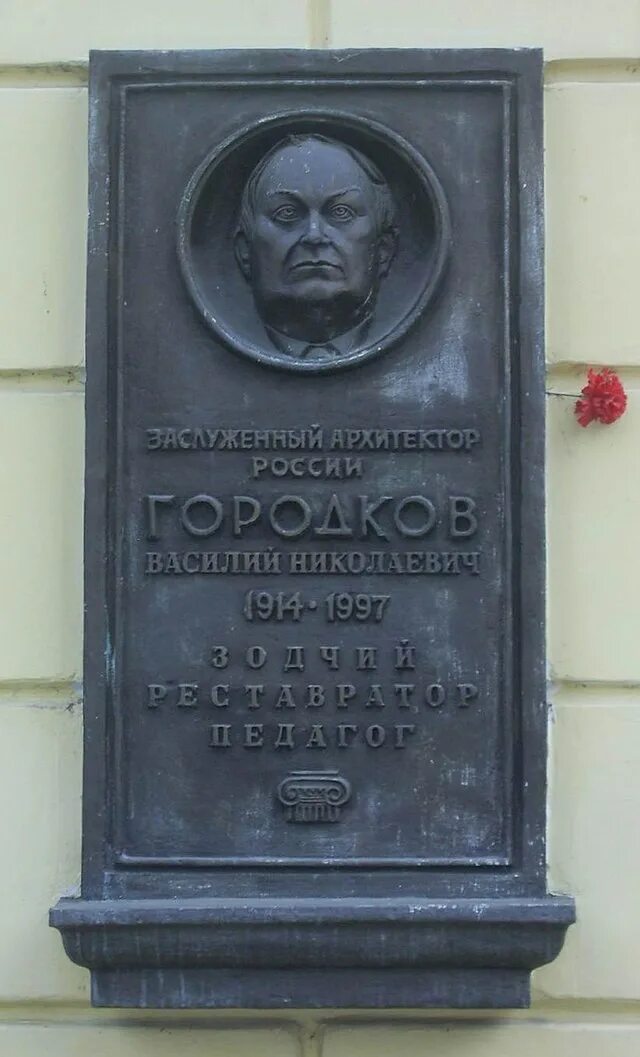 ЗАСЛУЖЕННЫЙ АРХИТЕКТОР
РОССИИ
ГОРОДКОВ
ВАСИЛИЙ НИКОЛАЕВИЧ
1914 · 1997
ЗОДЧИЙ
РЕСТАВРАТОР
ПЕДАГОГ